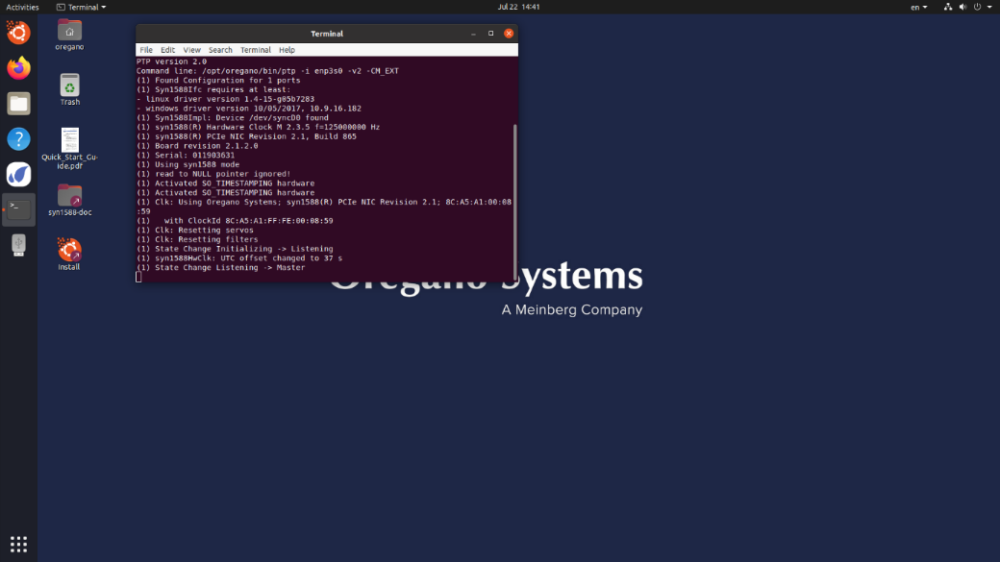 Activities
Terminal
Jul 22 14:41
en
oregano
Trash
Quick_Start_Gu-
ide.pdf
syn1588-doc
Install
Terminal
File Edit View Search Terminal Help
PTP version 2.0
Command line: /opt/oregano/bin/ptp -i enp3s0 -v2 -CM_EXT
(1) Found Configuration for 1 ports
(1) Syn1588Ifc requires at least:
- linux driver version 1.4-15-g05b7283
- windows driver version 10/05/2017, 10.9.16.182
(1) Syn1588Impl: Device /dev/syncD0 found
(1) syn1588(R) Hardware Clock M 2.3.5 f=125000000 Hz
(1) syn1588(R) PCIe NIC Revision 2.1, Build 865
(1) Board revision 2.1.2.0
(1) Serial: 011903631
(1) Using syn1588 mode
(1) read to NULL pointer ignored!
(1) Activated SO_TIMESTAMPING hardware
(1) Activated SO_TIMESTAMPING hardware
(1) Clk: Using Oregano Systems; syn1588(R) PCIe NIC Revision 2.1; 8C:A5:A1:00:08
:59
(1)   with ClockId 8C:A5:A1:FF:FE:00:08:59
(1) Clk: Resetting servos
(1) Clk: Resetting filters
(1) State Change Initializing -> Listening
(1) syn1588HwClk: UTC offset changed to 37 s
(1) State Change Listening -> Master
Oregano Systems
A Meinberg Company